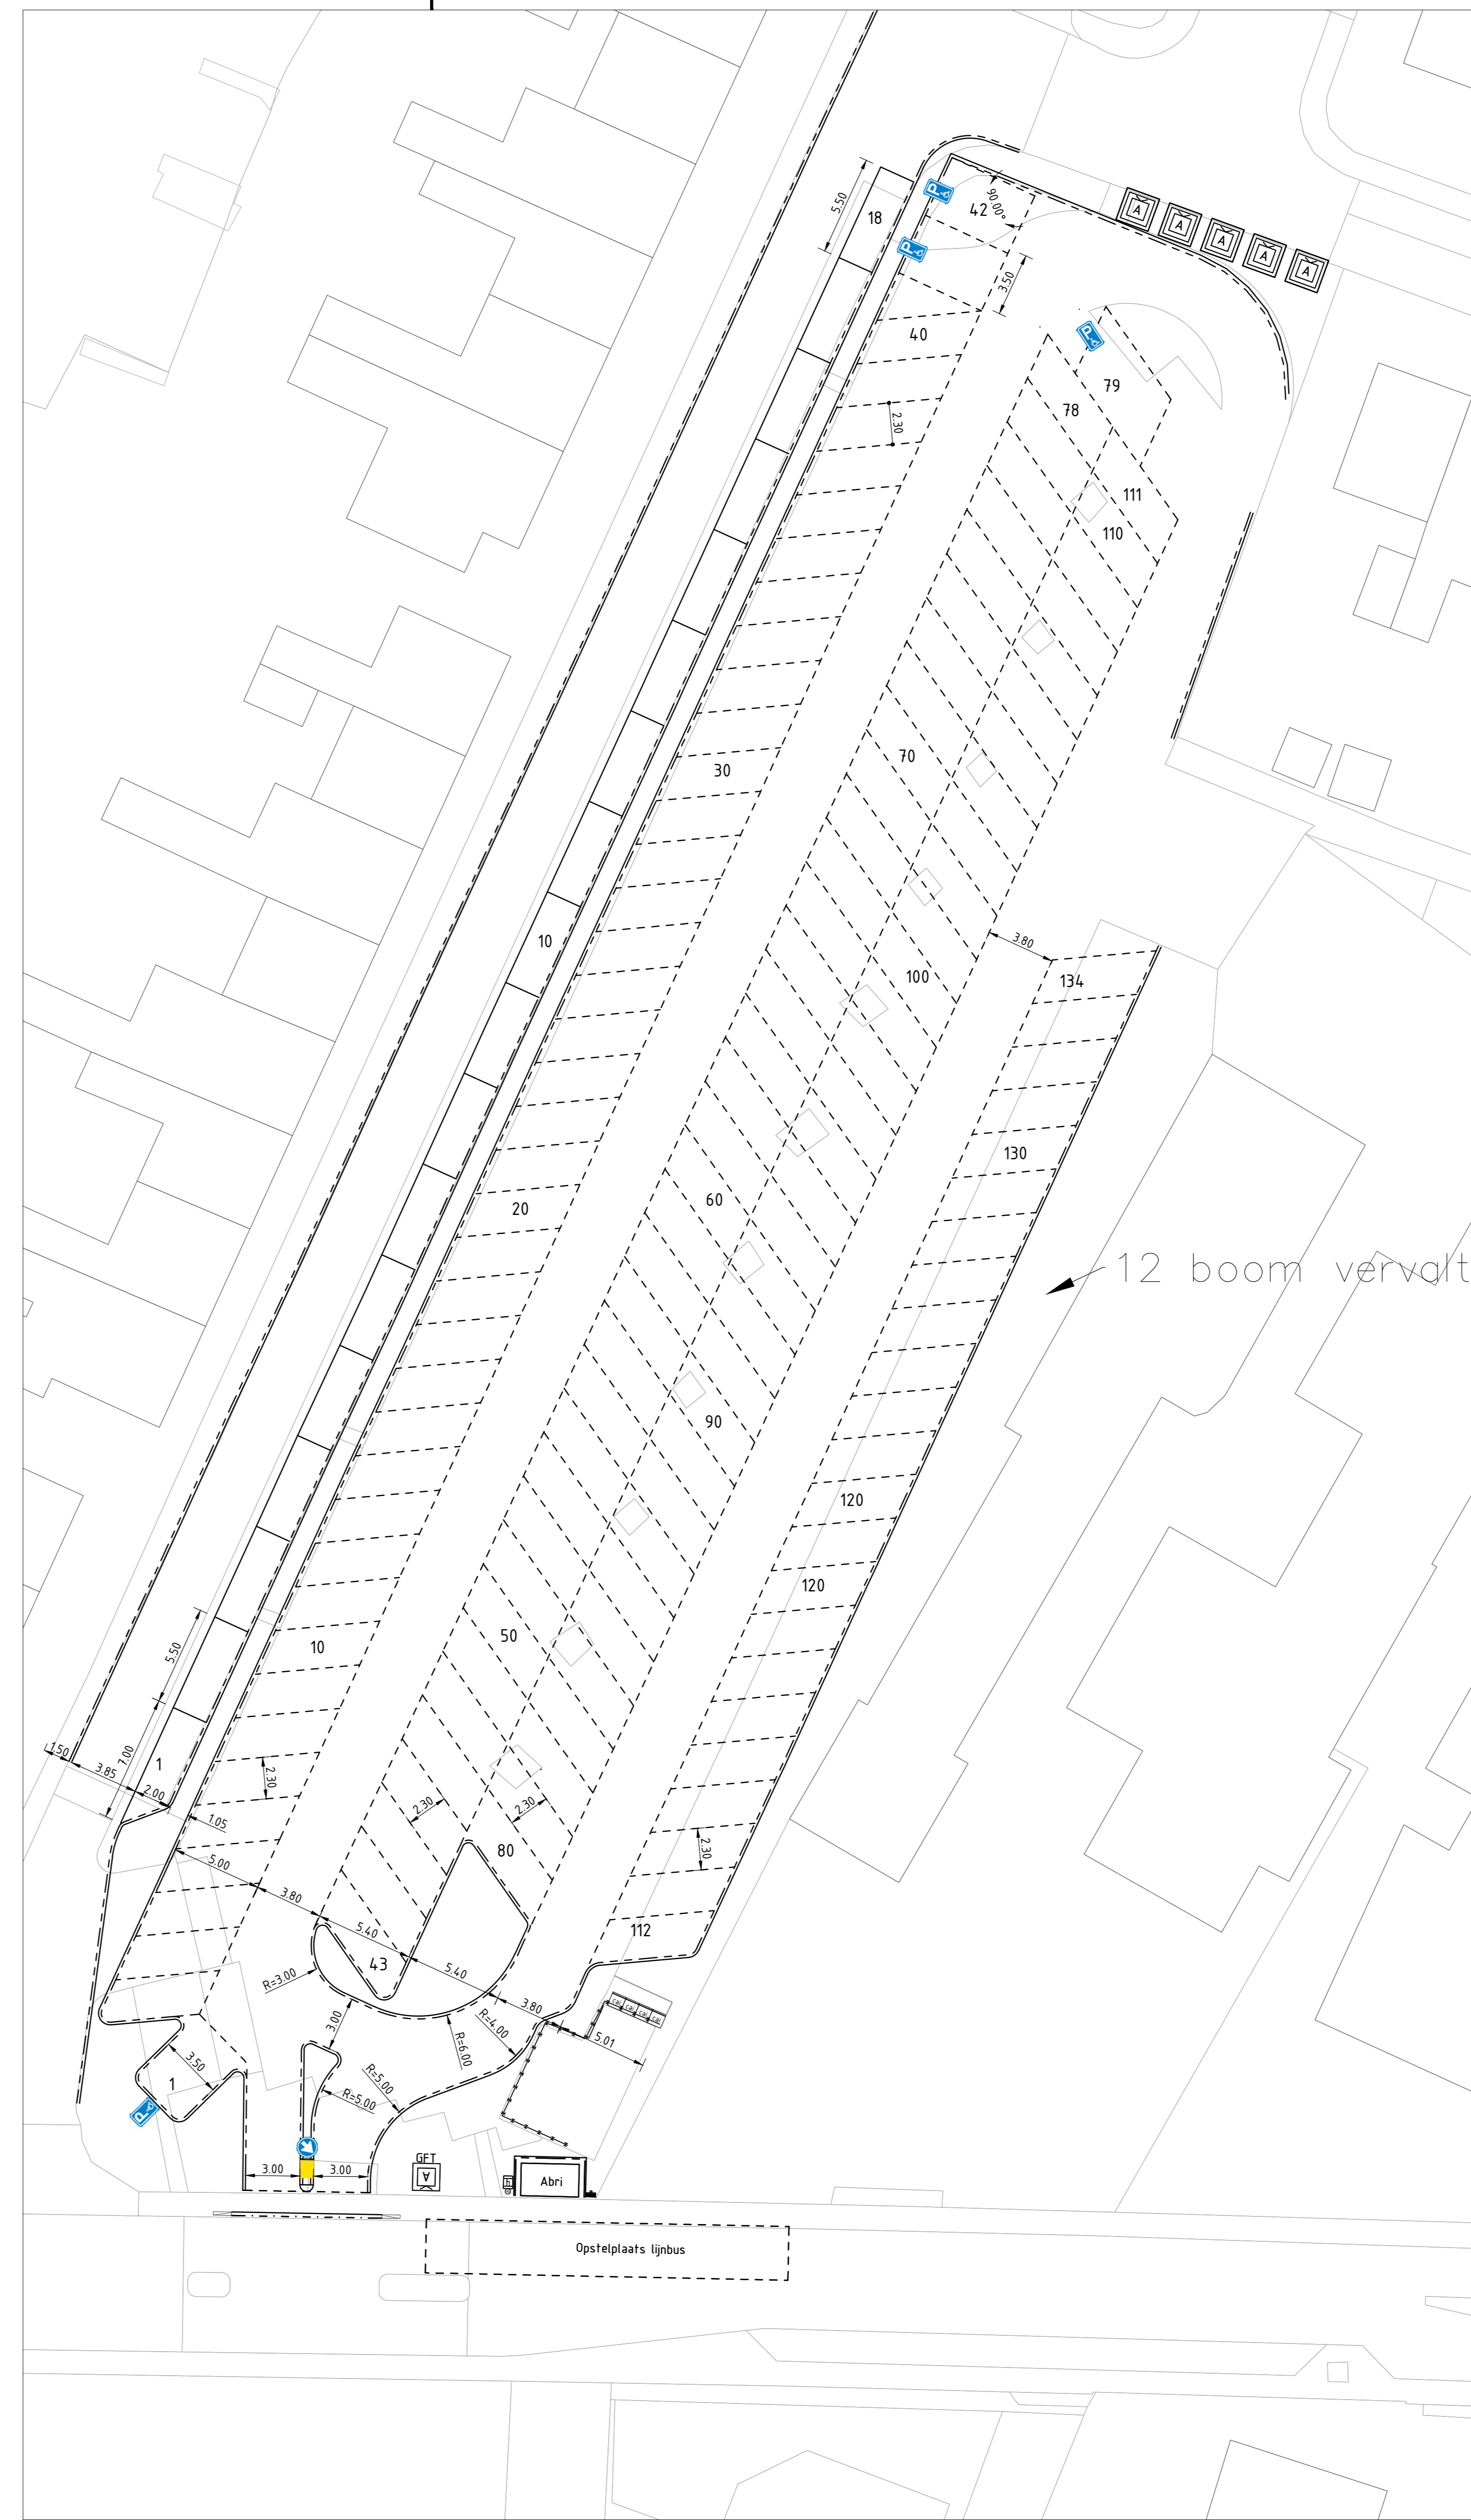 5.50
18
P
42
90.00°
A
A
A
A
A
P
3.50
40
P
79
78
2.30
111
110
70
30
10
3.80
100
134
130
60
20
12 boom vervalt
90
120
120
50
10
5.50
7.00
1.50
3.85
1
2.00
2.30
1.05
2.30
2.30
80
2.30
5.00
3.80
5.40
43
5.40
112
R=3.00
3.80
3.00
R=4.00
R=6.00
5.01
3.50
R=5.00
1
R=5.00
P
3.00
3.00
GFT
A
Abri
Opstelplaats lijnbus